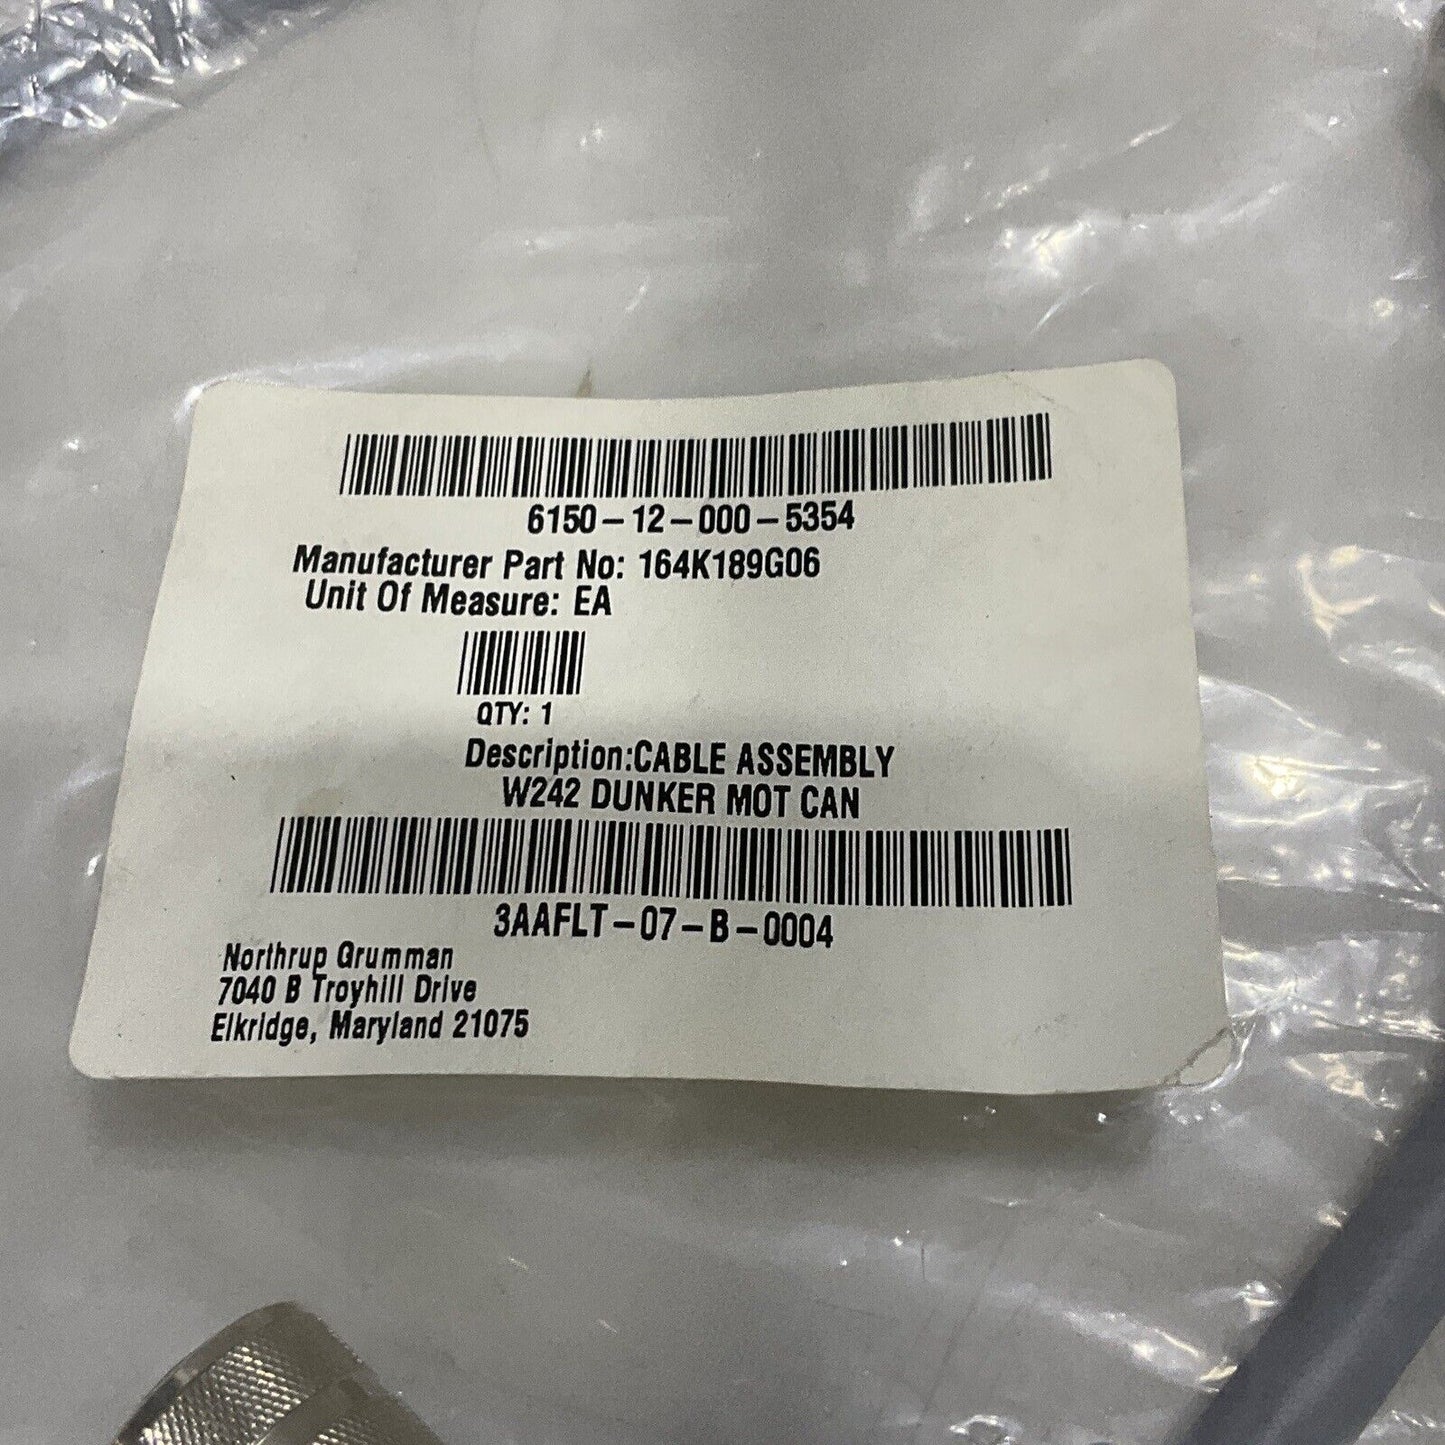 6150-12-000-5354
Manufacturer Part No: 164K189G06
Unit Of Measure: EA
QTY: 1
Description:CABLE ASSEMBLY
W242 DUNKER MOT CAN
3AAFLT-07-B-0004
Northrup Grumman
7040 B Troyhill Drive
Elkridge, Maryland 21075